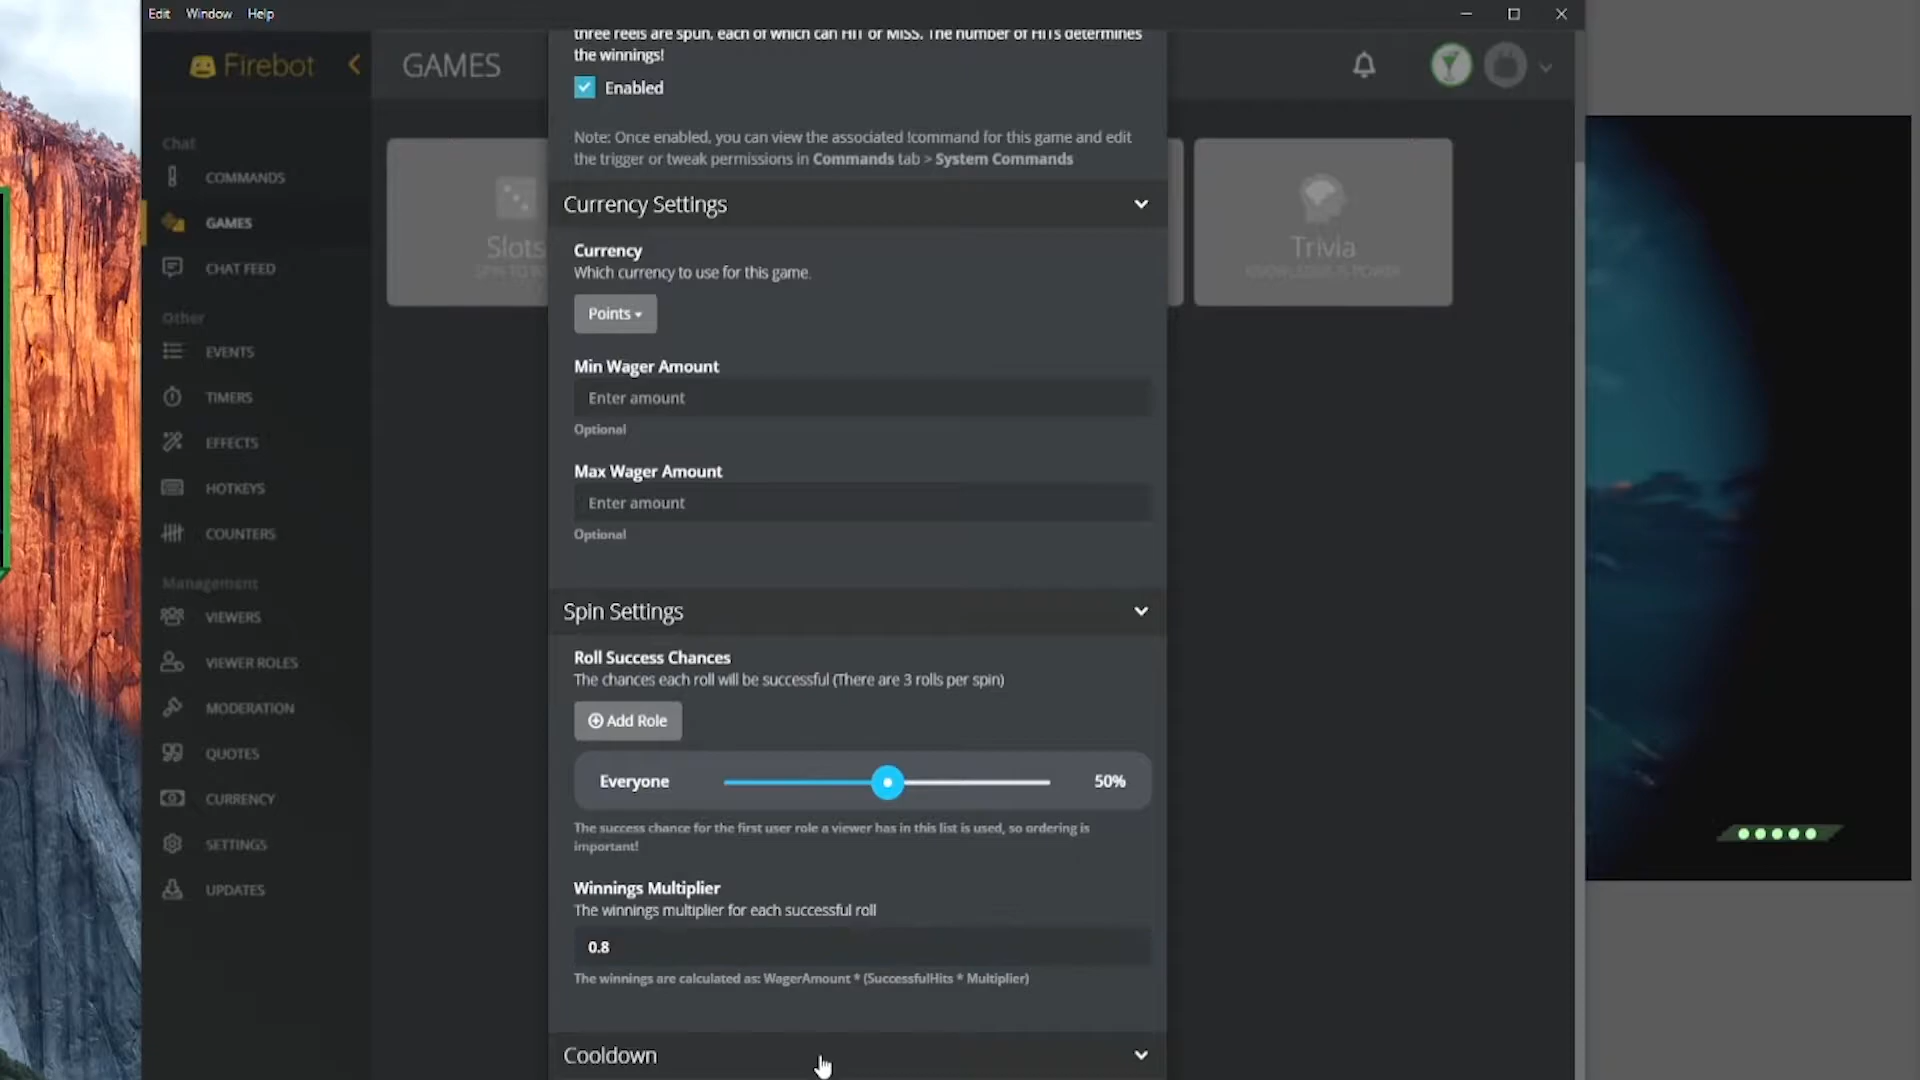 Edit Window Help
Firebot
GAMES
three reels are spun, each of which can HIT or MISS. The number of HITs determines
the winnings!
Enabled
Note: Once enabled, you can view the associated !command for this game and edit
the trigger or tweak permissions in Commands tab > System Commands
Chat
COMMANDS
GAMES
CHAT FEED
Other
EVENTS
TIMERS
EFFECTS
HOTKEYS
COUNTERS
Management
VIEWERS
VIEWER ROLES
MODERATION
QUOTES
CURRENCY
SETTINGS
UPDATES
Slots
Trivia
KNOWLEDGE IS POWER
Currency Settings
Currency
Which currency to use for this game.
Points
Min Wager Amount
Enter amount
Optional
Max Wager Amount
Enter amount
Optional
Spin Settings
Roll Success Chances
The chances each roll will be successful (There are 3 rolls per spin)
Add Role
Everyone 50%
The success chance for the first user role a viewer has in this list is used, so ordering is
important!
Winnings Multiplier
The winnings multiplier for each successful roll
0.8
The winnings are calculated as: WagerAmount * (SuccessfulHits * Multiplier)
Cooldown